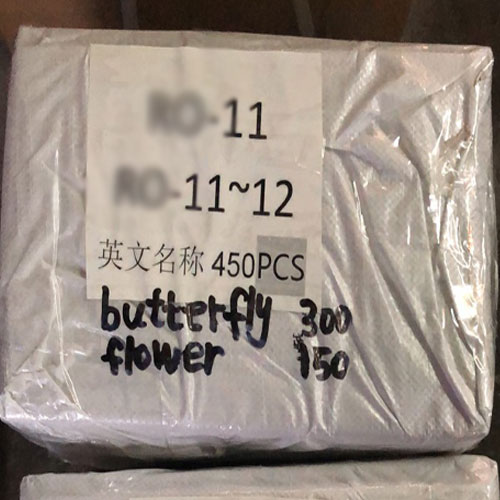 -11
-11~12
英文名称 450PCS
butterfly 300
flower 150